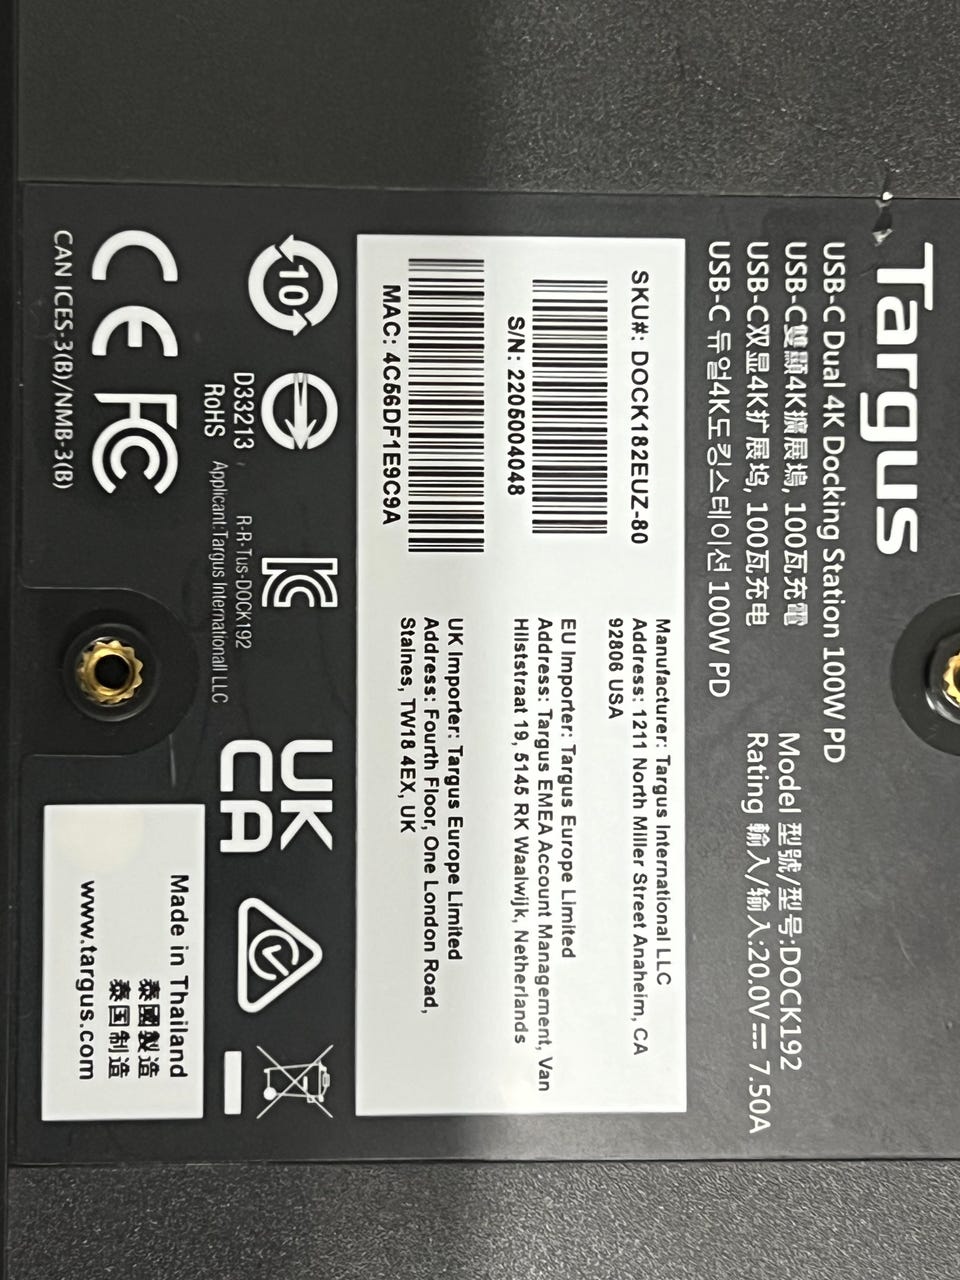 Targus
USB-C Dual 4K Docking Station 100W PD
USB-C雙顯4K擴展塢, 100瓦充電
USB-C双显4K扩展坞, 100瓦充电
USB-C 듀얼4K도킹스테이션 100W PD
Model 型號/型号:DOCK192
Rating 輸入/输入:20.0V⎓ 7.50A
SKU#: DOCK182EUZ-80
S/N: 2205004048
MAC: 4C56DF1E9C9A
Manufacturer: Targus International LLC
Address: 1211 North Miller Street Anaheim, CA
92806 USA
EU Importer: Targus Europe Limited
Address: Targus EMEA Account Management, Van
Hilststraat 19, 5145 RK Waalwijk, Netherlands
UK Importer: Targus Europe Limited
Address: Fourth Floor, One London Road,
Staines, TW18 4EX, UK
10
D33213
RoHS
R-R-Tus-DOCK192
Applicant:Targus Internationall LLC
UK
CA
CE FC
CAN ICES-3(B)/NMB-3(B)
Made in Thailand
泰國製造
泰国制造
www.targus.com